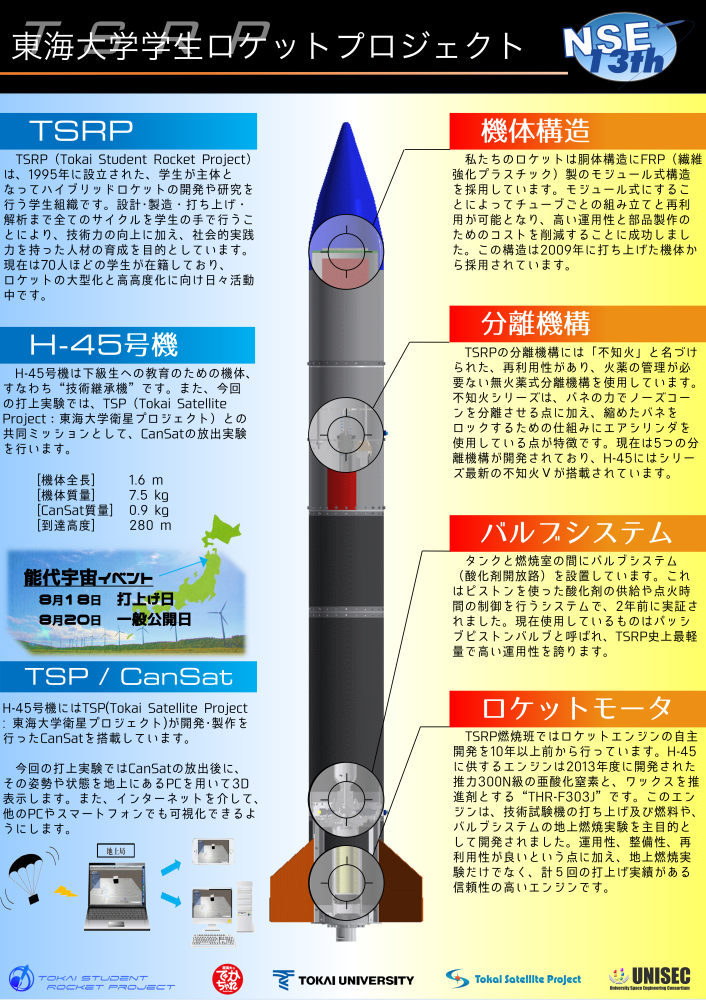 TSRP
東海大学学生ロケットプロジェクト
NSE
13th
TSRP
TSRP（Tokai Student Rocket Project）
は、1995年に設立された、学生が主体と
なってハイブリッドロケットの開発や研究を
行う学生組織です。設計･製造・打ち上げ・
解析まで全てのサイクルを学生の手で行うこ
とにより、技術力の向上に加え、社会的実践
力を持った人材の育成を目的としています。
現在は70人ほどの学生が在籍しており、
ロケットの大型化と高高度化に向け日々活動
中です。
H-45号機
H-45号機は下級生への教育のための機体、
すなわち“技術継承機”です。また、今回
の打上実験では、TSP（Tokai Satellite
Project：東海大学衛星プロジェクト）との
共同ミッションとして、CanSatの放出実験
を行います。
[機体全長] 1.6 m
[機体質量] 7.5 kg
[CanSat質量] 0.9 kg
[到達高度] 280 m
能代宇宙イベント
8月18日 打上げ日
8月20日 一般公開日
TSP / CanSat
H-45号機にはTSP(Tokai Satellite Project
：東海大学衛星プロジェクト)が開発･製作を
行ったCanSatを搭載しています。
今回の打上実験ではCanSatの放出後に、
その姿勢や状態を地上にあるPCを用いて3D
表示します。また、インターネットを介して、
他のPCやスマートフォンでも可視化できるよ
うにします。
地上局
機体構造
私たちのロケットは胴体構造にFRP（繊維
強化プラスチック）製のモジュール式構造
を採用しています。モジュール式にするこ
とによってチューブごとの組み立てと再利
用が可能となり、高い運用性と部品製作の
ためのコストを削減することに成功しまし
た。この構造は2009年に打ち上げた機体か
ら採用されています。
分離機構
TSRPの分離機構には「不知火」と名づけ
られた、再利用性があり、火薬の管理が必
要ない無火薬式分離機構を使用しています。
不知火シリーズは、バネの力でノーズコー
ンを分離させる点に加え、縮めたバネを
ロックするための仕組みにエアシリンダを
使用している点が特徴です。現在は5つの分
離機構が開発されており、H-45にはシリー
ズ最新の不知火Ⅴが搭載されています。
バルブシステム
タンクと燃焼室の間にバルブシステム
（酸化剤開放路）を設置しています。これ
はピストンを使った酸化剤の供給や点火時
間の制御を行うシステムで、2年前に実証さ
れました。現在使用しているものはパッシ
ブピストンバルブと呼ばれ、TSRP史上最軽
量で高い運用性を誇ります。
ロケットモータ
TSRP燃焼班ではロケットエンジンの自主
開発を10年以上前から行っています。H-45
に供するエンジンは2013年度に開発された
推力300N級の亜酸化窒素と、ワックスを推
進剤とする“THR-F303J”です。このエン
ジンは、技術試験機の打ち上げ及び燃料や、
バルブシステムの地上燃焼実験を主目的と
して開発されました。運用性、整備性、再
利用性が良いという点に加え、地上燃焼実
験だけでなく、計５回の打上げ実績がある
信頼性の高いエンジンです。
TOKAI STUDENT
ROCKET PROJECT
TOKAI UNIVERSITY
Tokai Satellite Project
UNISEC
University Space Engineering Consortium